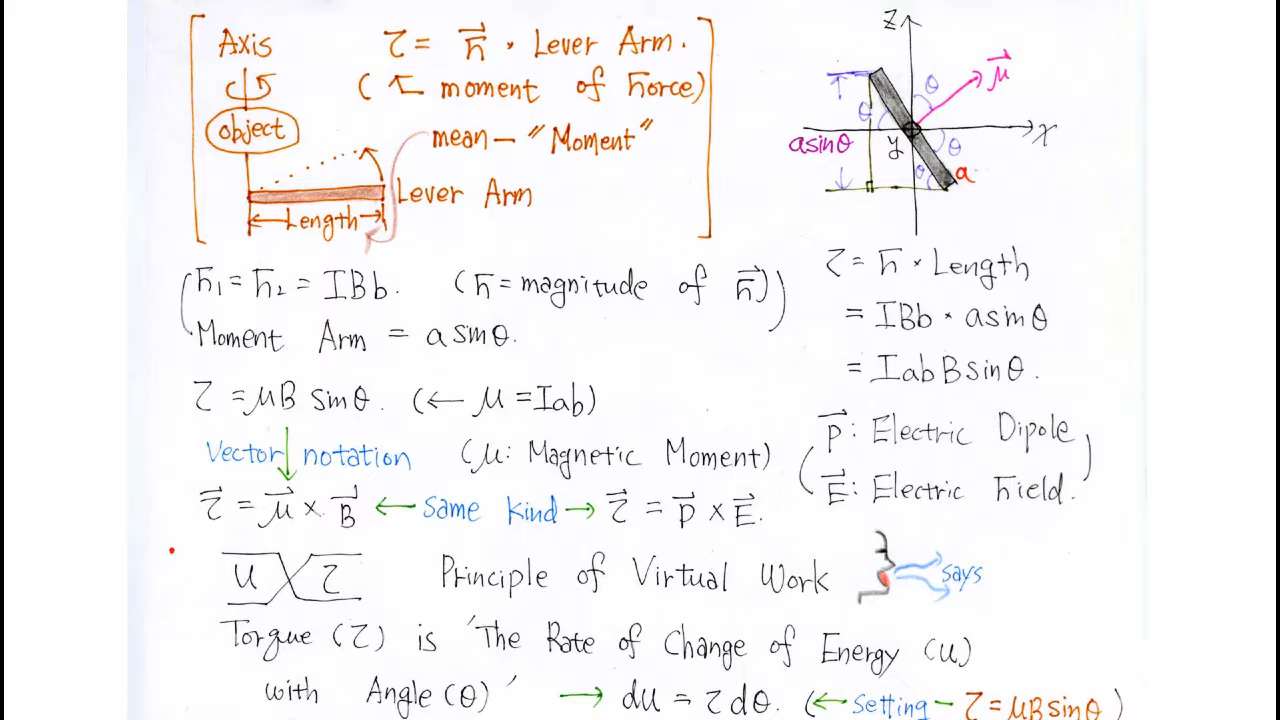 Axis
τ = F⃗ · Lever Arm.
(↖ moment of Force)
object
mean — "Moment"
Lever Arm
←Length→
Z
μ⃗
θ
θ
a sinθ
y
θ
X
θ
a
F₁ = F₂ = IBb. (F = magnitude of F⃗)
Moment Arm = a sinθ.
τ = F · Length
= IBb · a sinθ
= IabB sinθ.
τ = μB sinθ. (← μ = Iab)
Vector notation (μ: Magnetic Moment)
τ⃗ = μ⃗ × B⃗ ← Same kind → τ⃗ = p⃗ × E⃗.
p⃗: Electric Dipole
E⃗: Electric Field.
U τ Principle of Virtual Work says
Torque (τ) is 'The Rate of Change of Energy (U)
with Angle (θ)' → dU = τdθ. (← Setting – τ = μB sinθ)